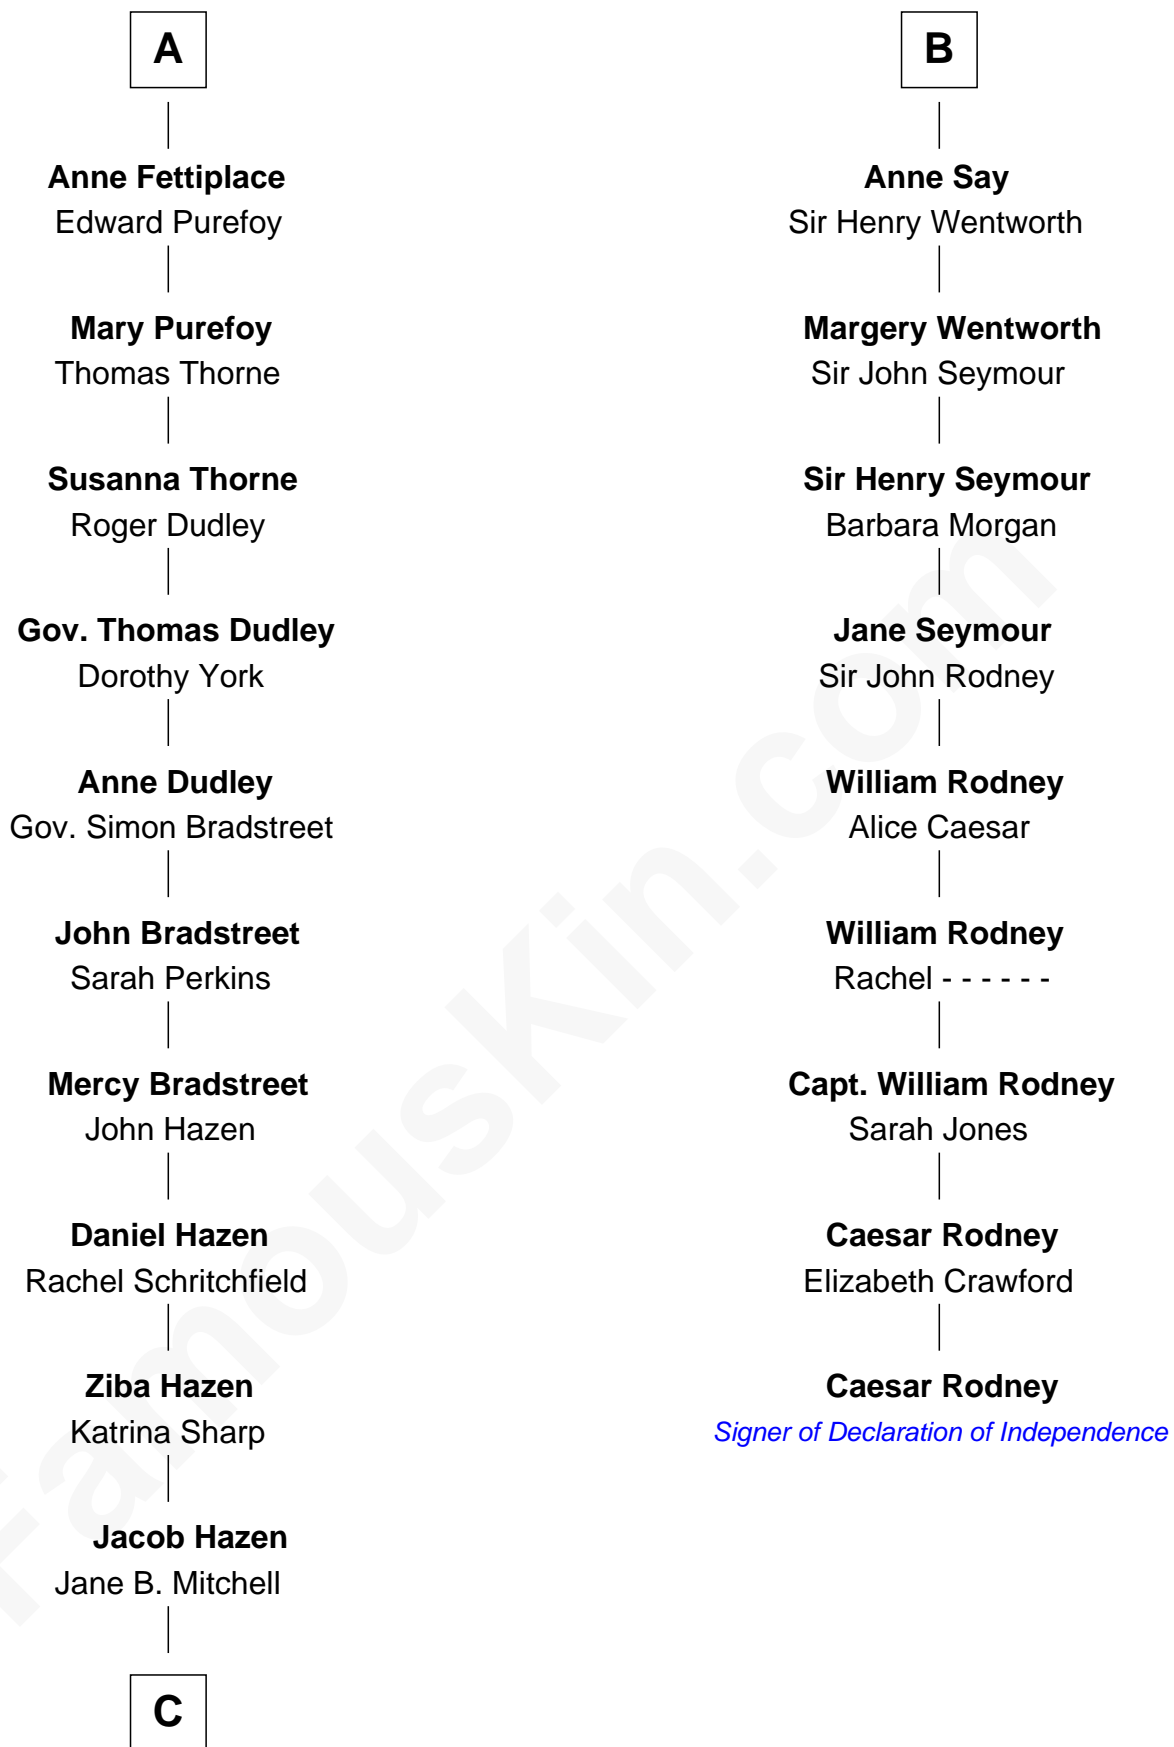 A
Anne Fettiplace
Edward Purefoy
Mary Purefoy
Thomas Thorne
Susanna Thorne
Roger Dudley
Gov. Thomas Dudley
Dorothy York
Anne Dudley
Gov. Simon Bradstreet
John Bradstreet
Sarah Perkins
Mercy Bradstreet
John Hazen
Daniel Hazen
Rachel Schritchfield
Ziba Hazen
Katrina Sharp
Jacob Hazen
Jane B. Mitchell
C
B
Anne Say
Sir Henry Wentworth
Margery Wentworth
Sir John Seymour
Sir Henry Seymour
Barbara Morgan
Jane Seymour
Sir John Rodney
William Rodney
Alice Caesar
William Rodney
Rachel - - - - - -
Capt. William Rodney
Sarah Jones
Caesar Rodney
Elizabeth Crawford
Caesar Rodney
Signer of Declaration of Independence
FamousKin.com